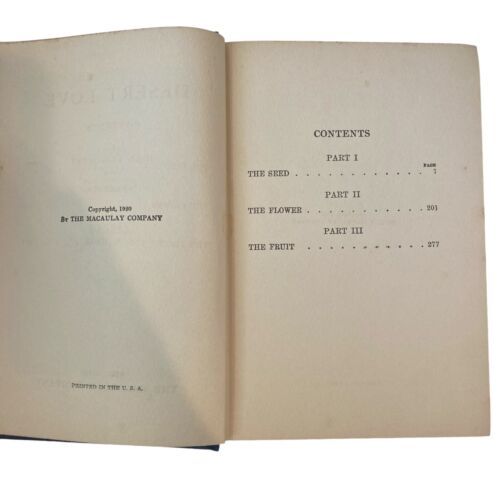 Copyright, 1920
By THE MACAULAY COMPANY
PRINTED IN THE U. S. A.
CONTENTS
PART I
PAGE
THE SEED . . . . . . . . . . . . 7
PART II
THE FLOWER . . . . . . . . . . . 201
PART III
THE FRUIT . . . . . . . . . . . 277